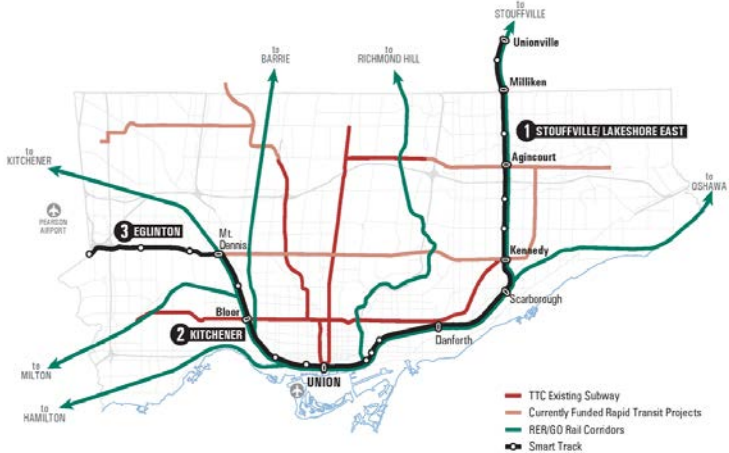 to
STOUFFVILLE
Unionville
to
BARRIE
to
RICHMOND HILL
Milliken
1 STOUFFVILLE/ LAKESHORE EAST
to
KITCHENER
Agincourt
to
OSHAWA
PEARSON
AIRPORT
3 EGLINTON
Mt.
Dennis
Kennedy
Scarborough
Bloor
2 KITCHENER
Danforth
to
MILTON
UNION
to
HAMILTON
TTC Existing Subway
Currently Funded Rapid Transit Projects
RER/GO Rail Corridors
Smart Track